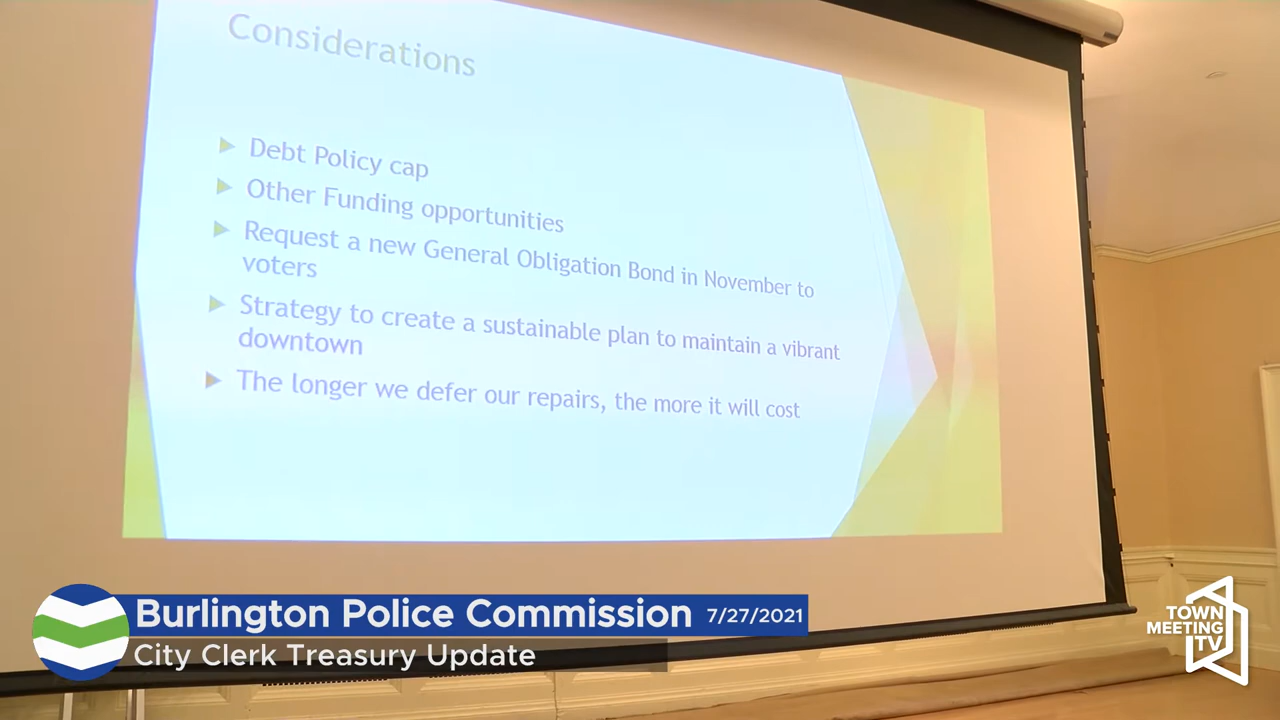 Considerations
Debt Policy cap
Other Funding opportunities
Request a new General Obligation Bond in November to
voters
Strategy to create a sustainable plan to maintain a vibrant
downtown
The longer we defer our repairs, the more it will cost
Burlington Police Commission 7/27/2021
City Clerk Treasury Update
TOWN
MEETING
TV